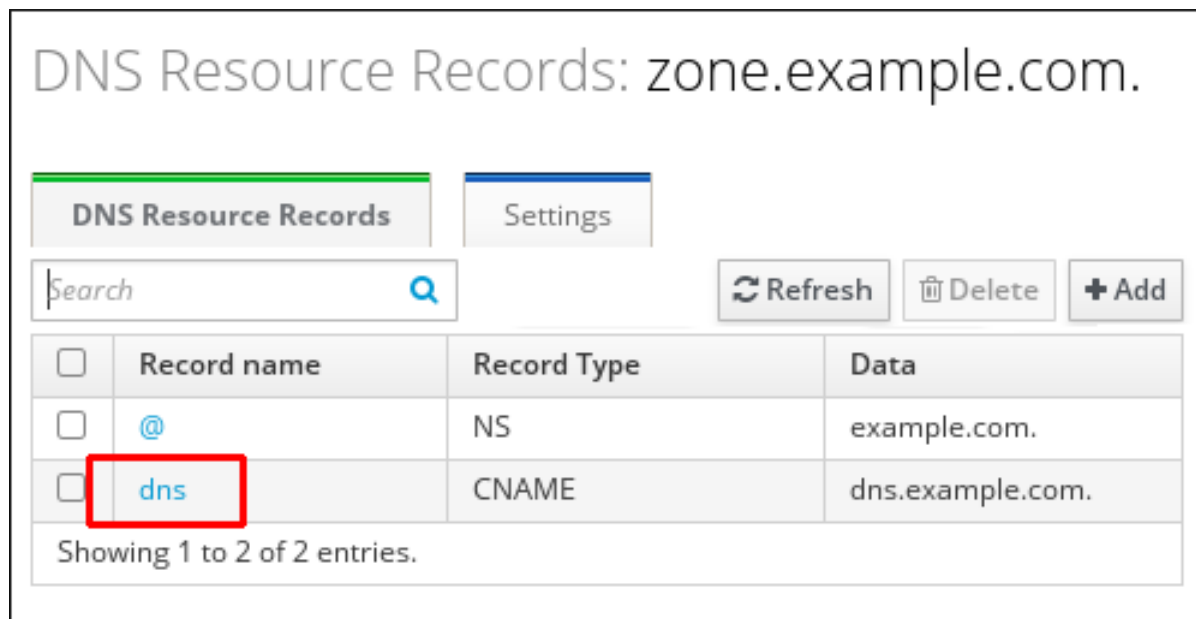 DNS Resource Records: zone.example.com.
DNS Resource Records Settings
Search Refresh Delete Add
Record name Record Type Data
@ NS example.com.
dns CNAME dns.example.com.
Showing 1 to 2 of 2 entries.